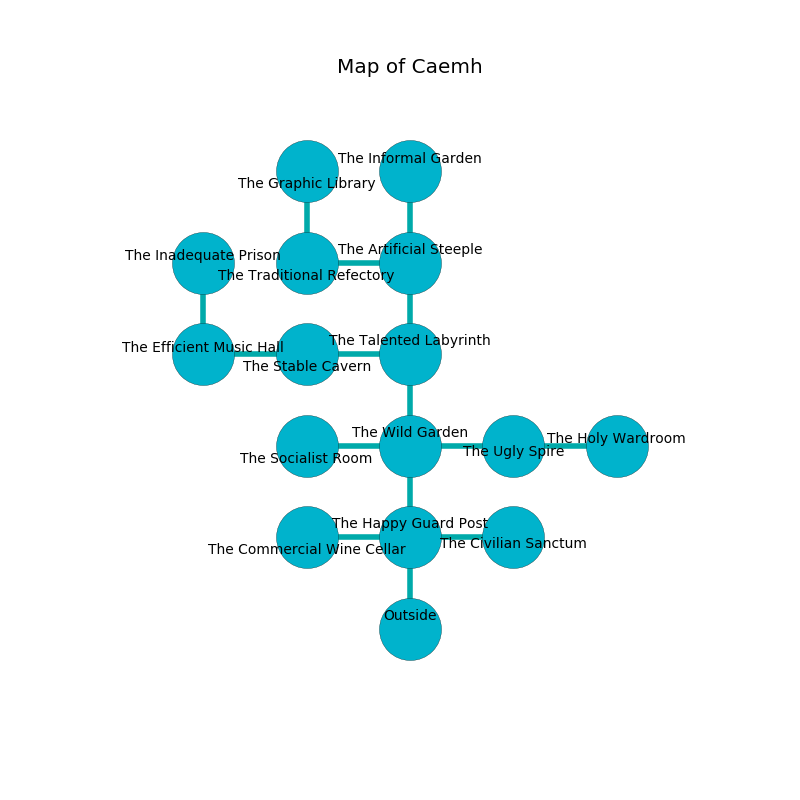 Map of Caemh
The Informal Garden
The Graphic Library
The Artificial Steeple
The Inadequate Prison
The Traditional Refectory
The Talented Labyrinth
The Efficient Music Hall
The Stable Cavern
The Wild Garden
The Holy Wardroom
The Ugly Spire
The Socialist Room
The Happy Guard Post
The Civilian Sanctum
The Commercial Wine Cellar
Outside